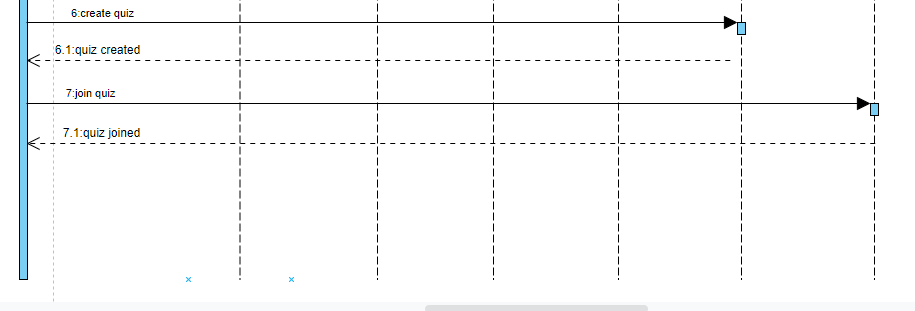 6:create quiz
6.1:quiz created
7:join quiz
7.1:quiz joined